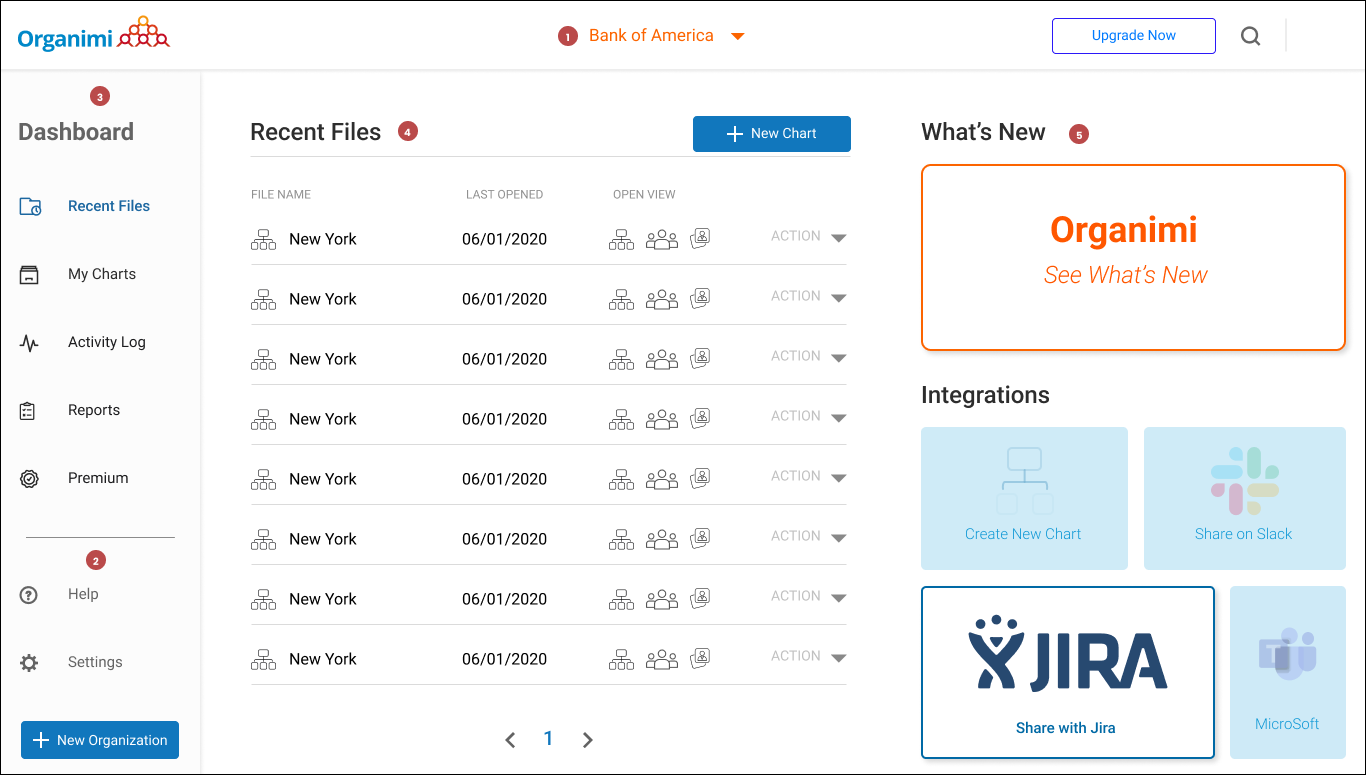 Organimi
1 Bank of America
Upgrade Now
3
Dashboard
Recent Files
My Charts
Activity Log
Reports
Premium
2
Help
Settings
New Organization
Recent Files 4
New Chart
FILE NAME LAST OPENED OPEN VIEW
New York 06/01/2020 ACTION
New York 06/01/2020 ACTION
New York 06/01/2020 ACTION
New York 06/01/2020 ACTION
New York 06/01/2020 ACTION
New York 06/01/2020 ACTION
New York 06/01/2020 ACTION
New York 06/01/2020 ACTION
1
What's New 5
Organimi
See What's New
Integrations
Create New Chart
Share on Slack
JIRA
Share with Jira
T
MicroSoft